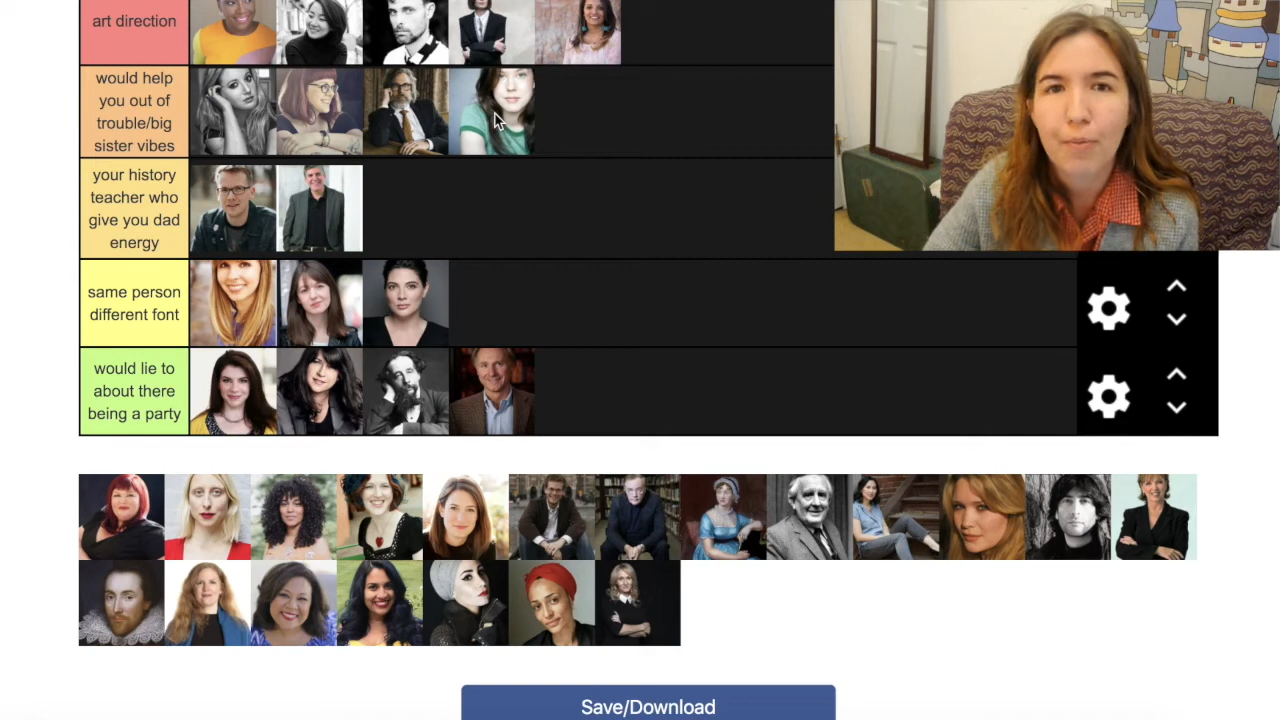 art direction
would help
you out of
trouble/big
sister vibes
your history
teacher who
give you dad
energy
same person
different font
would lie to
about there
being a party
Save/Download